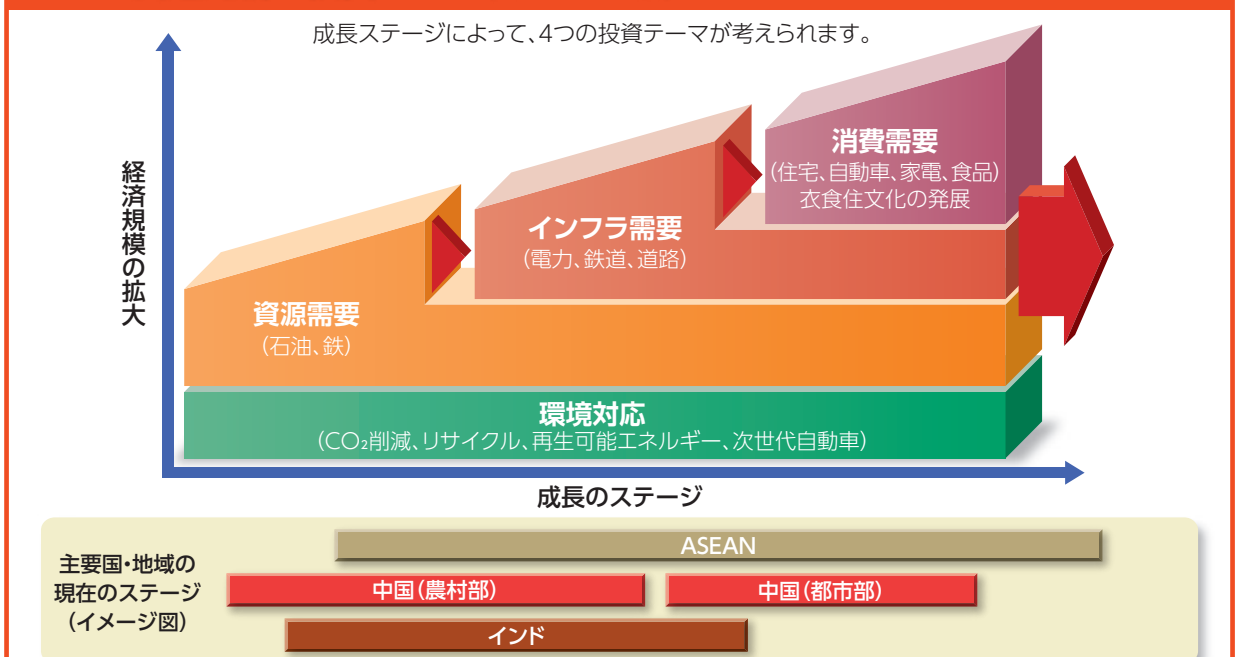 成長ステージによって、4つの投資テーマが考えられます。
経済規模の拡大
消費需要
(住宅、自動車、家電、食品)
衣食住文化の発展
インフラ需要
(電力、鉄道、道路)
資源需要
(石油、鉄)
環境対応
(CO₂削減、リサイクル、再生可能エネルギー、次世代自動車)
成長のステージ
主要国・地域の
現在のステージ
(イメージ図)
ASEAN
中国(農村部)
中国(都市部)
インド